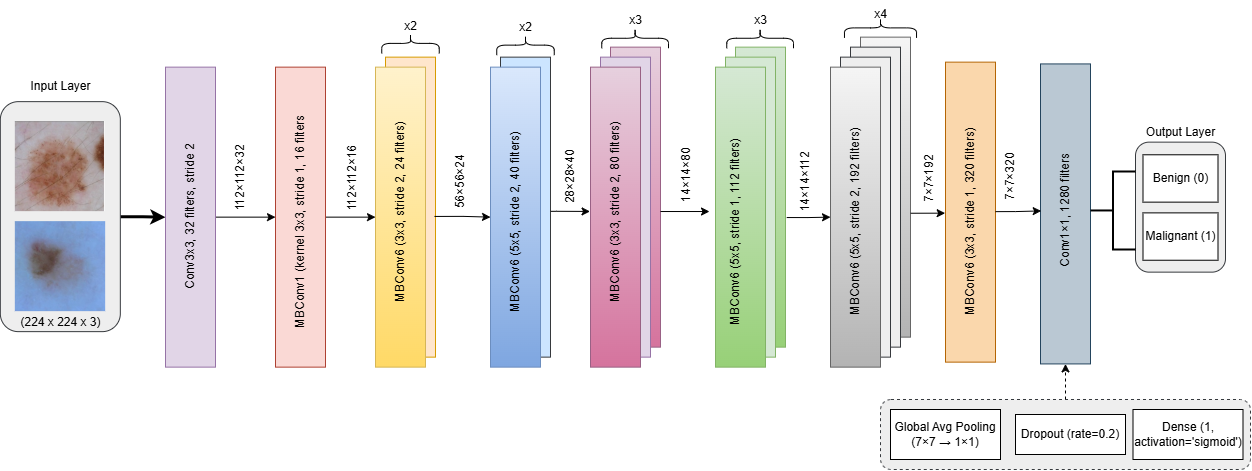 Input Layer
(224 x 224 x 3)
Conv3x3, 32 filters, stride 2
112×112×32
MBConv1 (kernel 3x3, stride 1, 16 filters
112×112×16
x2
MBConv6 (3x3, stride 2, 24 filters)
56×56×24
x2
MBConv6 (5x5, stride 2, 40 filters)
28×28×40
x3
MBConv6 (3x3, stride 2, 80 filters)
14×14×80
x3
MBConv6 (5x5, stride 1, 112 filters)
14×14×112
x4
MBConv6 (5x5, stride 2, 192 filters)
7×7×192
MBConv6 (3x3, stride 1, 320 filters)
7×7×320
Conv1×1, 1280 filters
Output Layer
Benign (0)
Malignant (1)
Global Avg Pooling
(7×7 → 1×1)
Dropout (rate=0.2)
Dense (1,
activation='sigmoid')